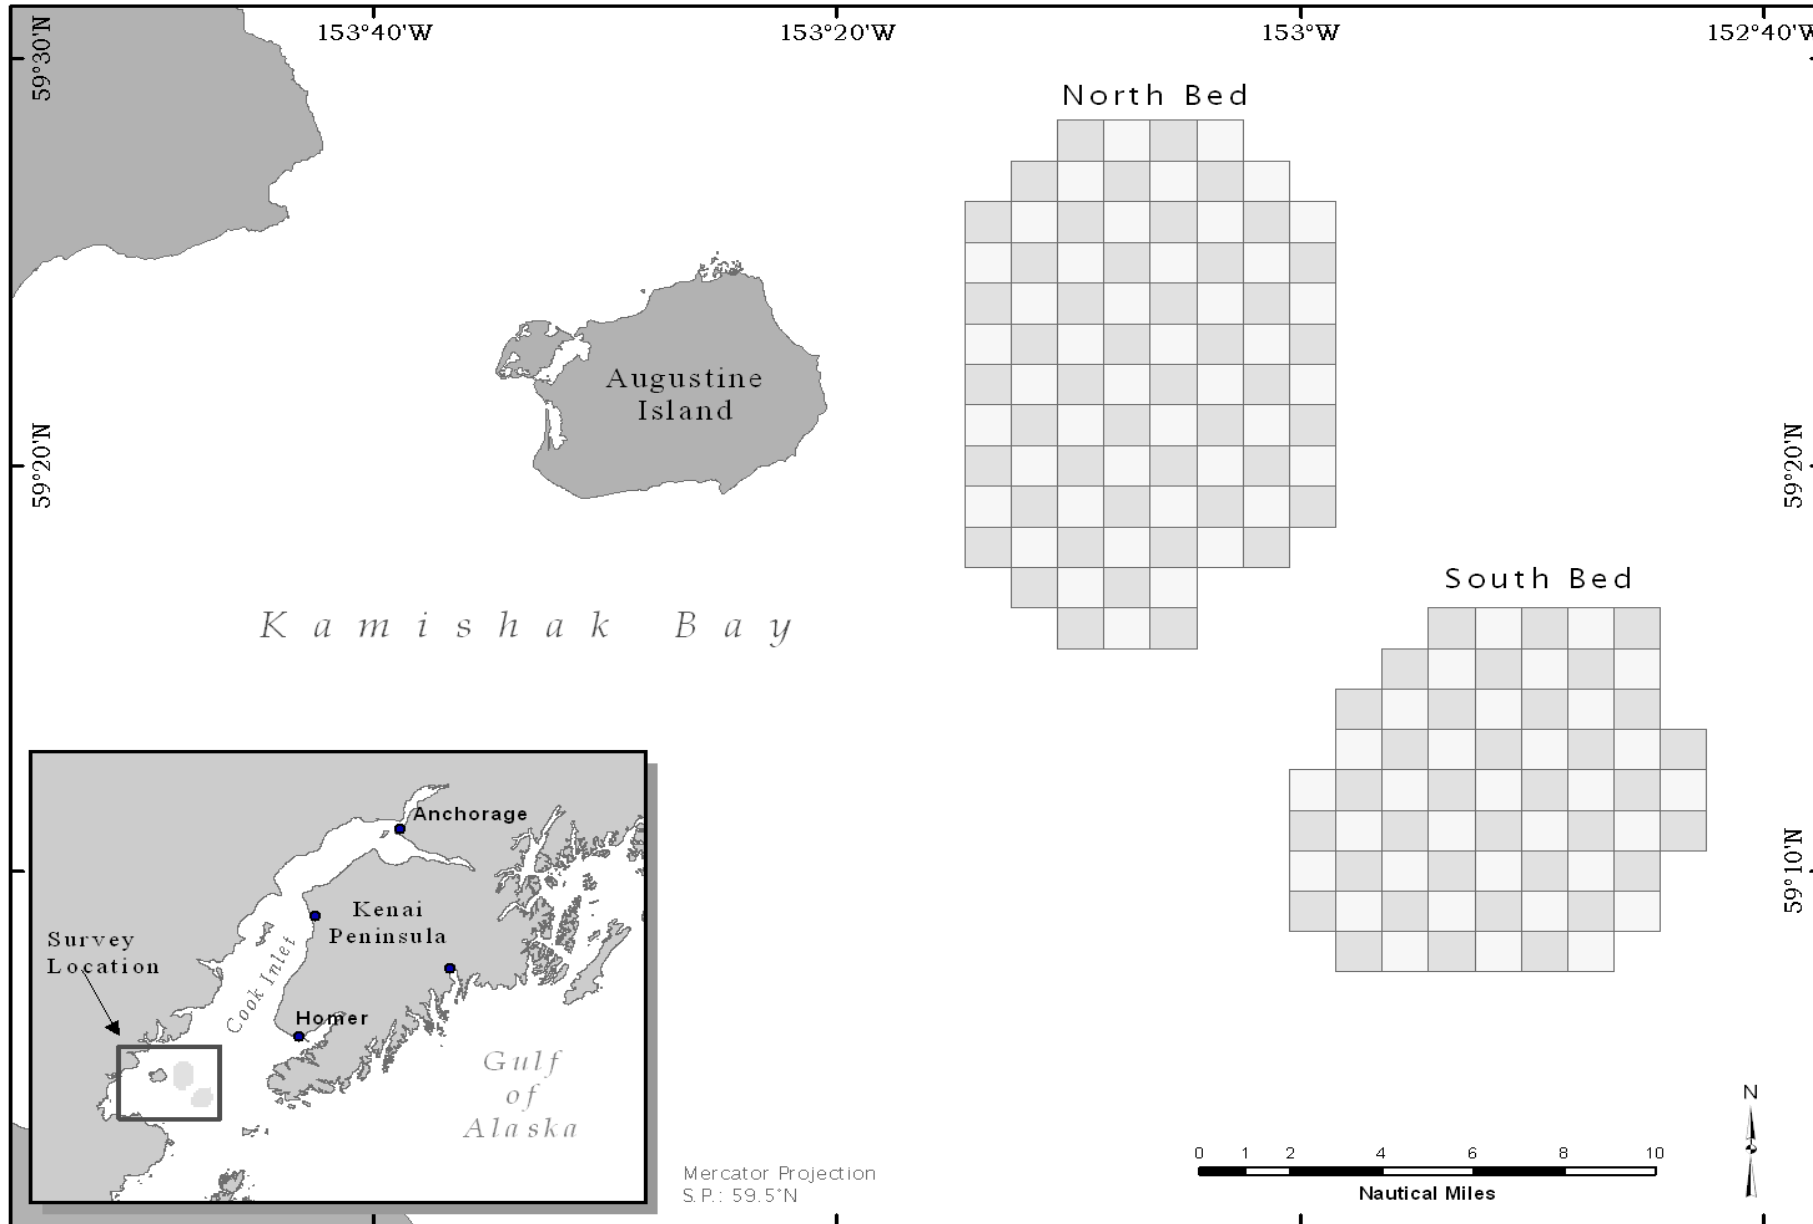 153°40'W
153°20'W
153°W
152°40'W
59°30'N
North Bed
Augustine
Island
59°20'N
59°20'N
South Bed
Kamishak Bay
Anchorage
Kenai
Peninsula
Survey
Location
Cook Inlet
Homer
Gulf
of
Alaska
59°10'N
N
0 1 2 4 6 8 10
Nautical Miles
Mercator Projection
S.P.: 59.5°N